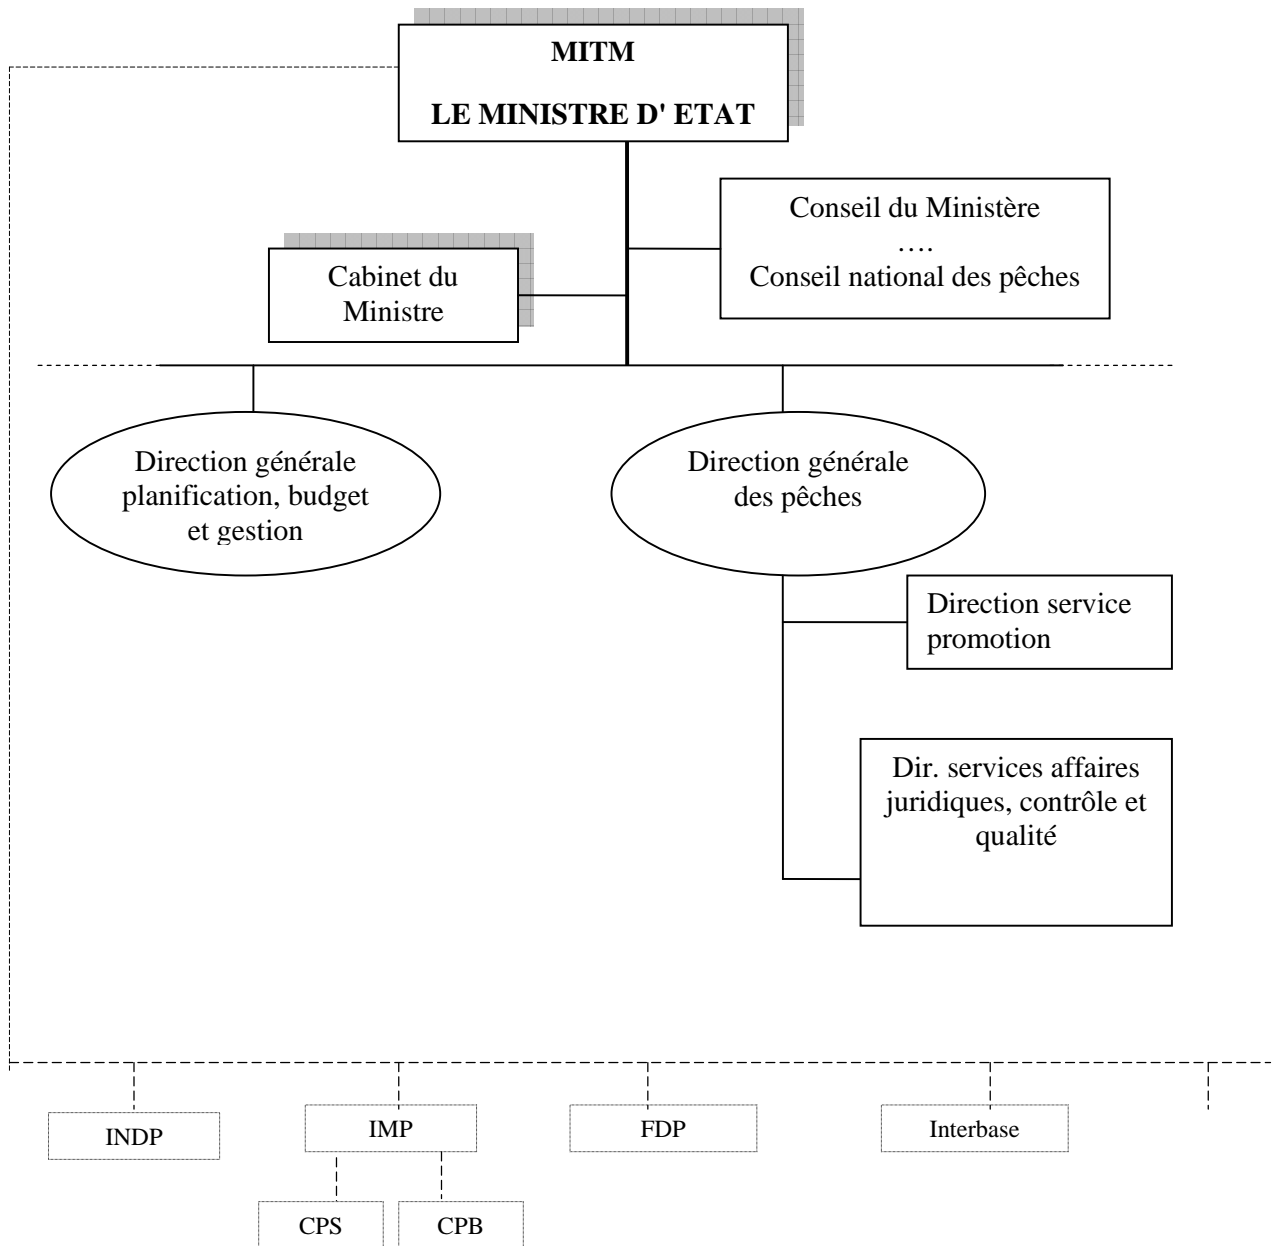 MITM
LE MINISTRE D' ETAT
Conseil du Ministère
….
Conseil national des pêches
Cabinet du
Ministre
Direction générale
planification, budget
et gestion
Direction générale
des pêches
Direction service
promotion
Dir. services affaires
juridiques, contrôle et
qualité
INDP
IMP
FDP
Interbase
CPS
CPB